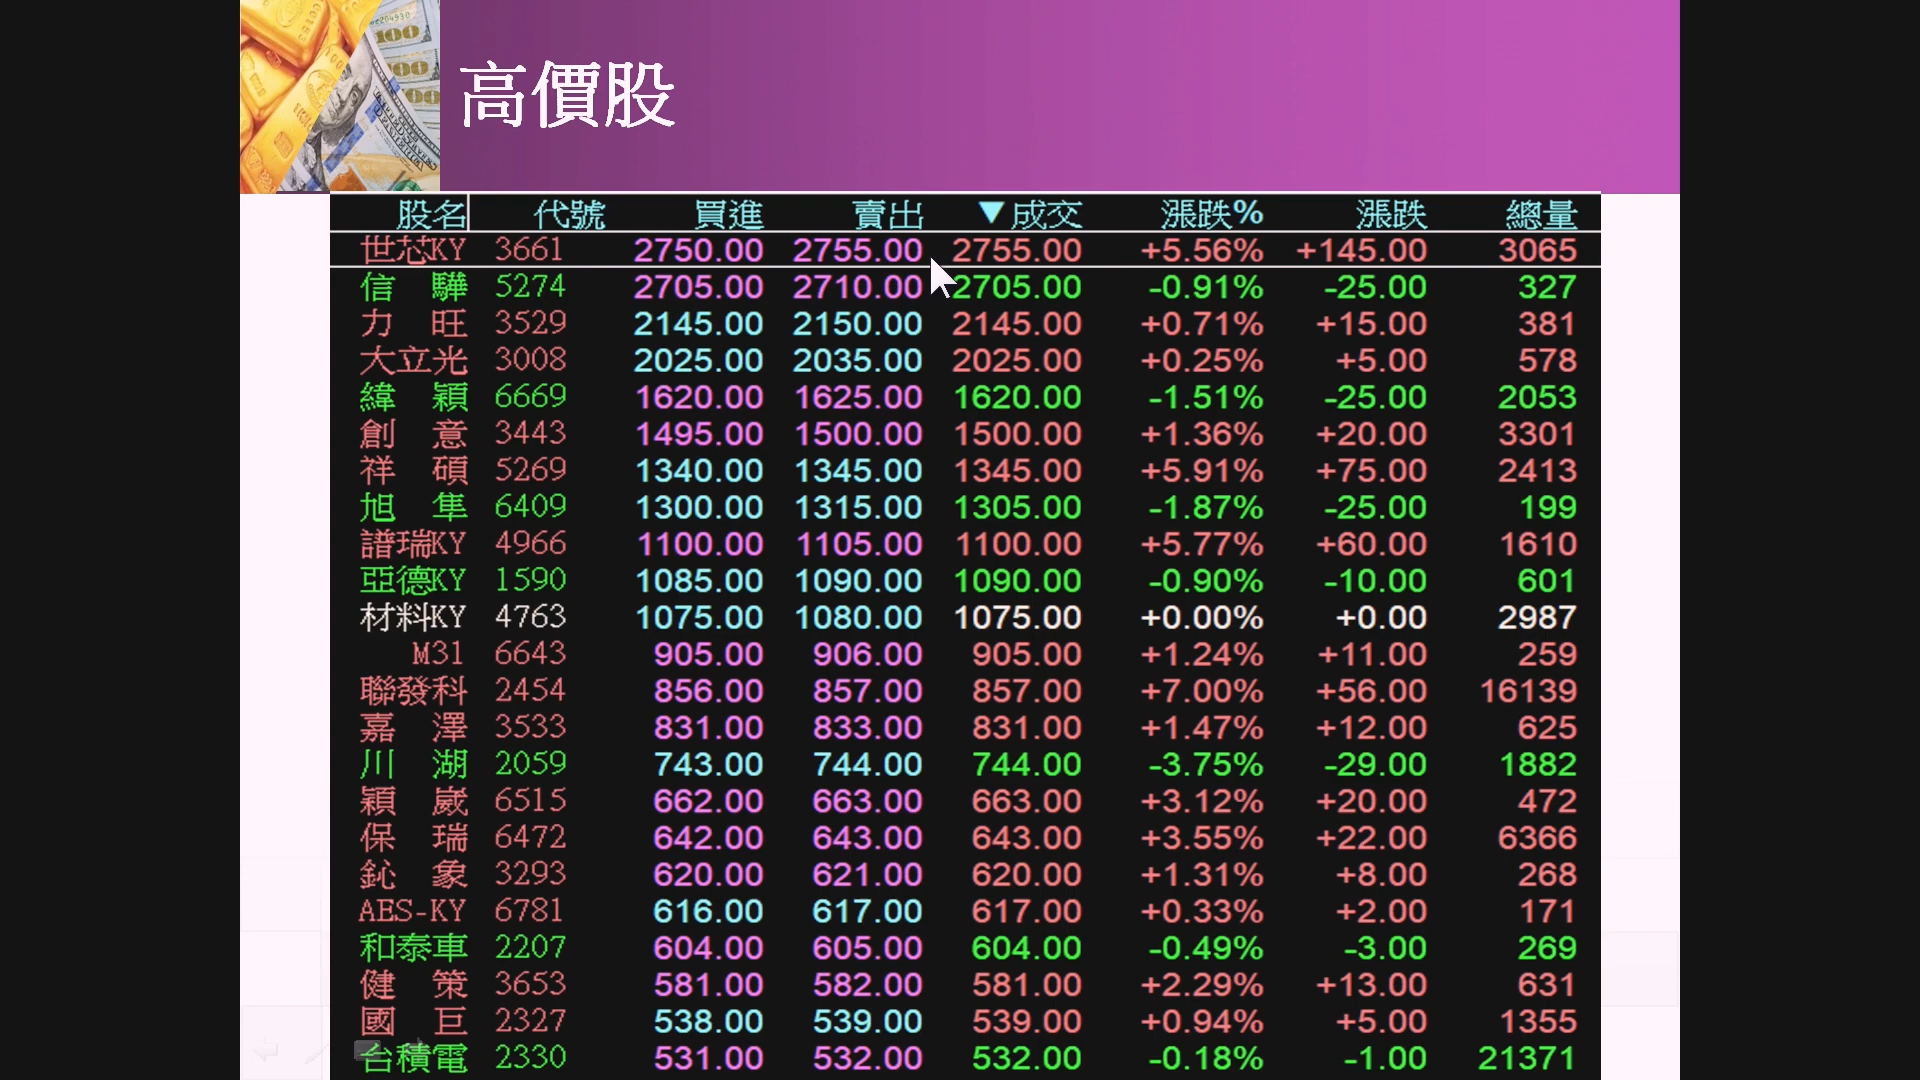 高價股
股名 代號 買進 賣出 ▼成交 漲跌% 漲跌 總量
世芯KY 3661 2750.00 2755.00 2755.00 +5.56% +145.00 3065
信驊 5274 2705.00 2710.00 2705.00 -0.91% -25.00 327
力旺 3529 2145.00 2150.00 2145.00 +0.71% +15.00 381
大立光 3008 2025.00 2035.00 2025.00 +0.25% +5.00 578
緯穎 6669 1620.00 1625.00 1620.00 -1.51% -25.00 2053
創意 3443 1495.00 1500.00 1500.00 +1.36% +20.00 3301
祥碩 5269 1340.00 1345.00 1345.00 +5.91% +75.00 2413
旭隼 6409 1300.00 1315.00 1305.00 -1.87% -25.00 199
譜瑞KY 4966 1100.00 1105.00 1100.00 +5.77% +60.00 1610
亞德KY 1590 1085.00 1090.00 1090.00 -0.90% -10.00 601
材料KY 4763 1075.00 1080.00 1075.00 +0.00% +0.00 2987
M31 6643 905.00 906.00 905.00 +1.24% +11.00 259
聯發科 2454 856.00 857.00 857.00 +7.00% +56.00 16139
嘉澤 3533 831.00 833.00 831.00 +1.47% +12.00 625
川湖 2059 743.00 744.00 744.00 -3.75% -29.00 1882
穎崴 6515 662.00 663.00 663.00 +3.12% +20.00 472
保瑞 6472 642.00 643.00 643.00 +3.55% +22.00 6366
鈊象 3293 620.00 621.00 620.00 +1.31% +8.00 268
AES-KY 6781 616.00 617.00 617.00 +0.33% +2.00 171
和泰車 2207 604.00 605.00 604.00 -0.49% -3.00 269
健策 3653 581.00 582.00 581.00 +2.29% +13.00 631
國巨 2327 538.00 539.00 539.00 +0.94% +5.00 1355
台積電 2330 531.00 532.00 532.00 -0.18% -1.00 21371